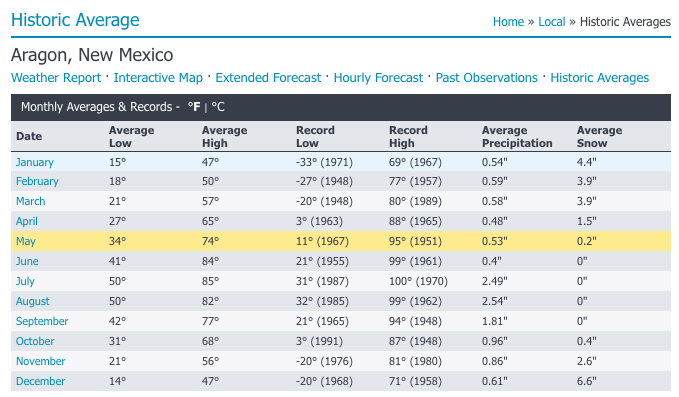 Historic Average
Home » Local » Historic Averages
Aragon, New Mexico
Weather Report · Interactive Map · Extended Forecast · Hourly Forecast · Past Observations · Historic Averages
Monthly Averages & Records - °F | °C
Date Average Low Average High Record Low Record High Average Precipitation Average Snow
January 15° 47° -33° (1971) 69° (1967) 0.54" 4.4"
February 18° 50° -27° (1948) 77° (1957) 0.59" 3.9"
March 21° 57° -20° (1948) 80° (1989) 0.58" 3.9"
April 27° 65° 3° (1963) 88° (1965) 0.48" 1.5"
May 34° 74° 11° (1967) 95° (1951) 0.53" 0.2"
June 41° 84° 21° (1955) 99° (1961) 0.4" 0"
July 50° 85° 31° (1987) 100° (1970) 2.49" 0"
August 50° 82° 32° (1985) 99° (1962) 2.54" 0"
September 42° 77° 21° (1965) 94° (1948) 1.81" 0"
October 31° 68° 3° (1991) 87° (1948) 0.96" 0.4"
November 21° 56° -20° (1976) 81° (1980) 0.86" 2.6"
December 14° 47° -20° (1968) 71° (1958) 0.61" 6.6"